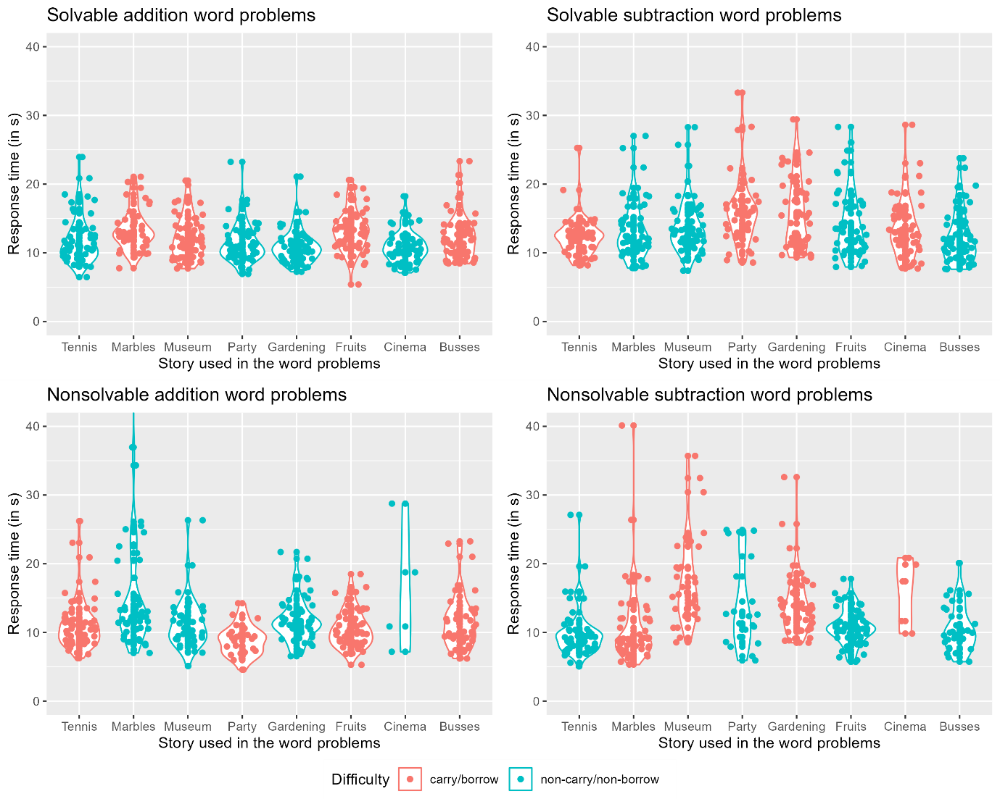 Solvable addition word problems
Solvable subtraction word problems
Response time (in s)
40
30
20
10
0
Tennis Marbles Museum Party Gardening Fruits Cinema Busses
Story used in the word problems
Response time (in s)
40
30
20
10
0
Tennis Marbles Museum Party Gardening Fruits Cinema Busses
Story used in the word problems
Nonsolvable addition word problems
Nonsolvable subtraction word problems
Response time (in s)
40
30
20
10
0
Tennis Marbles Museum Party Gardening Fruits Cinema Busses
Story used in the word problems
Response time (in s)
40
30
20
10
0
Tennis Marbles Museum Party Gardening Fruits Cinema Busses
Story used in the word problems
Difficulty carry/borrow non-carry/non-borrow